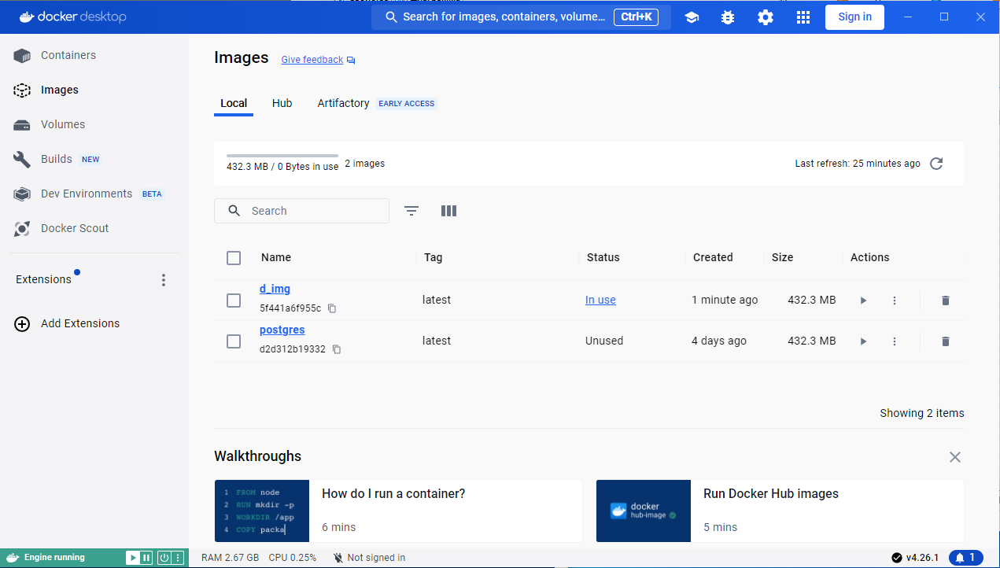 docker desktop
Search for images, containers, volume... Ctrl+K
Sign in
Containers
Images
Volumes
Builds NEW
Dev Environments BETA
Docker Scout
Extensions
Add Extensions
Images Give feedback
Local Hub Artifactory EARLY ACCESS
432.3 MB / 0 Bytes in use 2 images
Last refresh: 25 minutes ago
Search
Name Tag Status Created Size Actions
d_img latest In use 1 minute ago 432.3 MB
5f441a6f955c
postgres latest Unused 4 days ago 432.3 MB
d2d312b19332
Showing 2 items
Walkthroughs
1 FROM node
2 RUN mkdir -p
3 WORKDIR /app
4 COPY packa
How do I run a container?
6 mins
docker
hub-image
Run Docker Hub images
5 mins
Engine running
RAM 2.67 GB CPU 0.25% Not signed in
v4.26.1
1